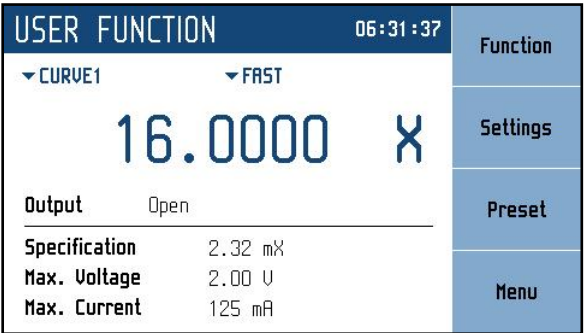 USER FUNCTION 06:31:37
CURVE1 FAST
16.0000 X
Output Open
Specification 2.32 mX
Max. Voltage 2.00 V
Max. Current 125 mA
Function
Settings
Preset
Menu